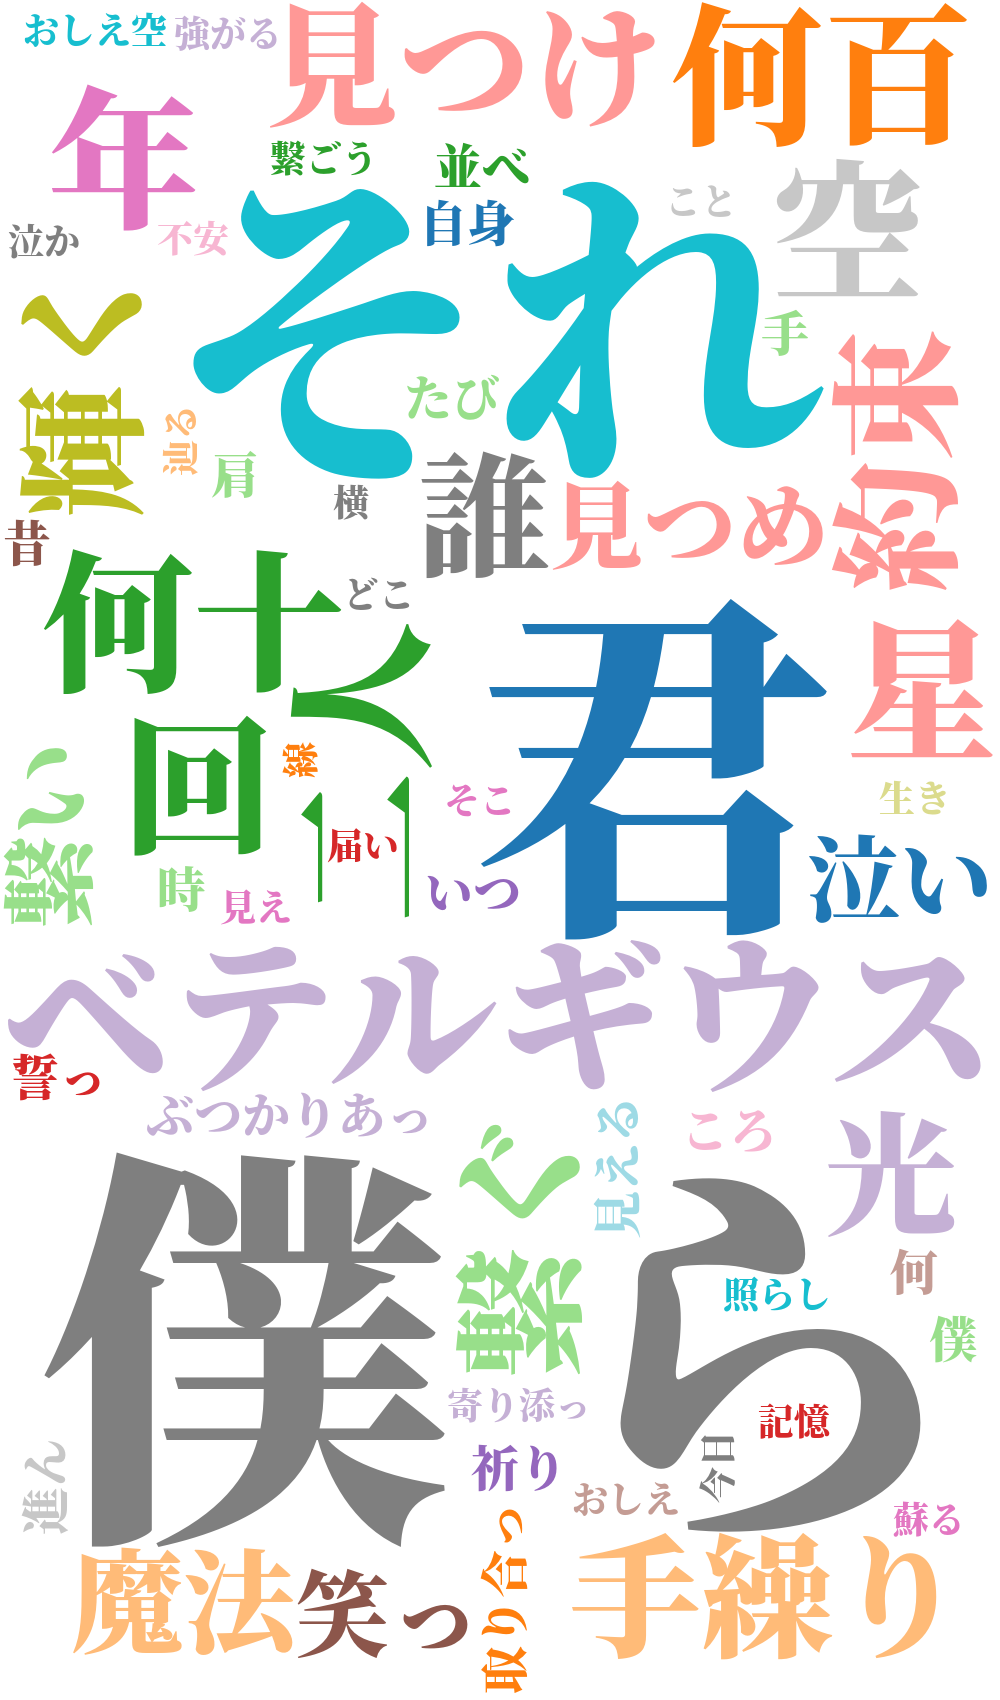 おしえ空
強がる
見つけ
何百
年
繋ごう
並べ
自身
こと
空
泣か
不安
それ
手
輝く
辿る
たび
約束
肩
横
誰
見つめ
昔
何十
どこ
く
君
星
回
線
繋い
届い
そこ
生き
時
見え
いつ
泣い
ベテルギウス
誓っ
ぶつかりあっ
見える
ころ
光
僕ら
繋ぐ
何
照らし
僕
寄り添っ
記憶
今日
祈り
進ん
おしえ
蘇る
魔法
笑っ
取り合っ
手繰り